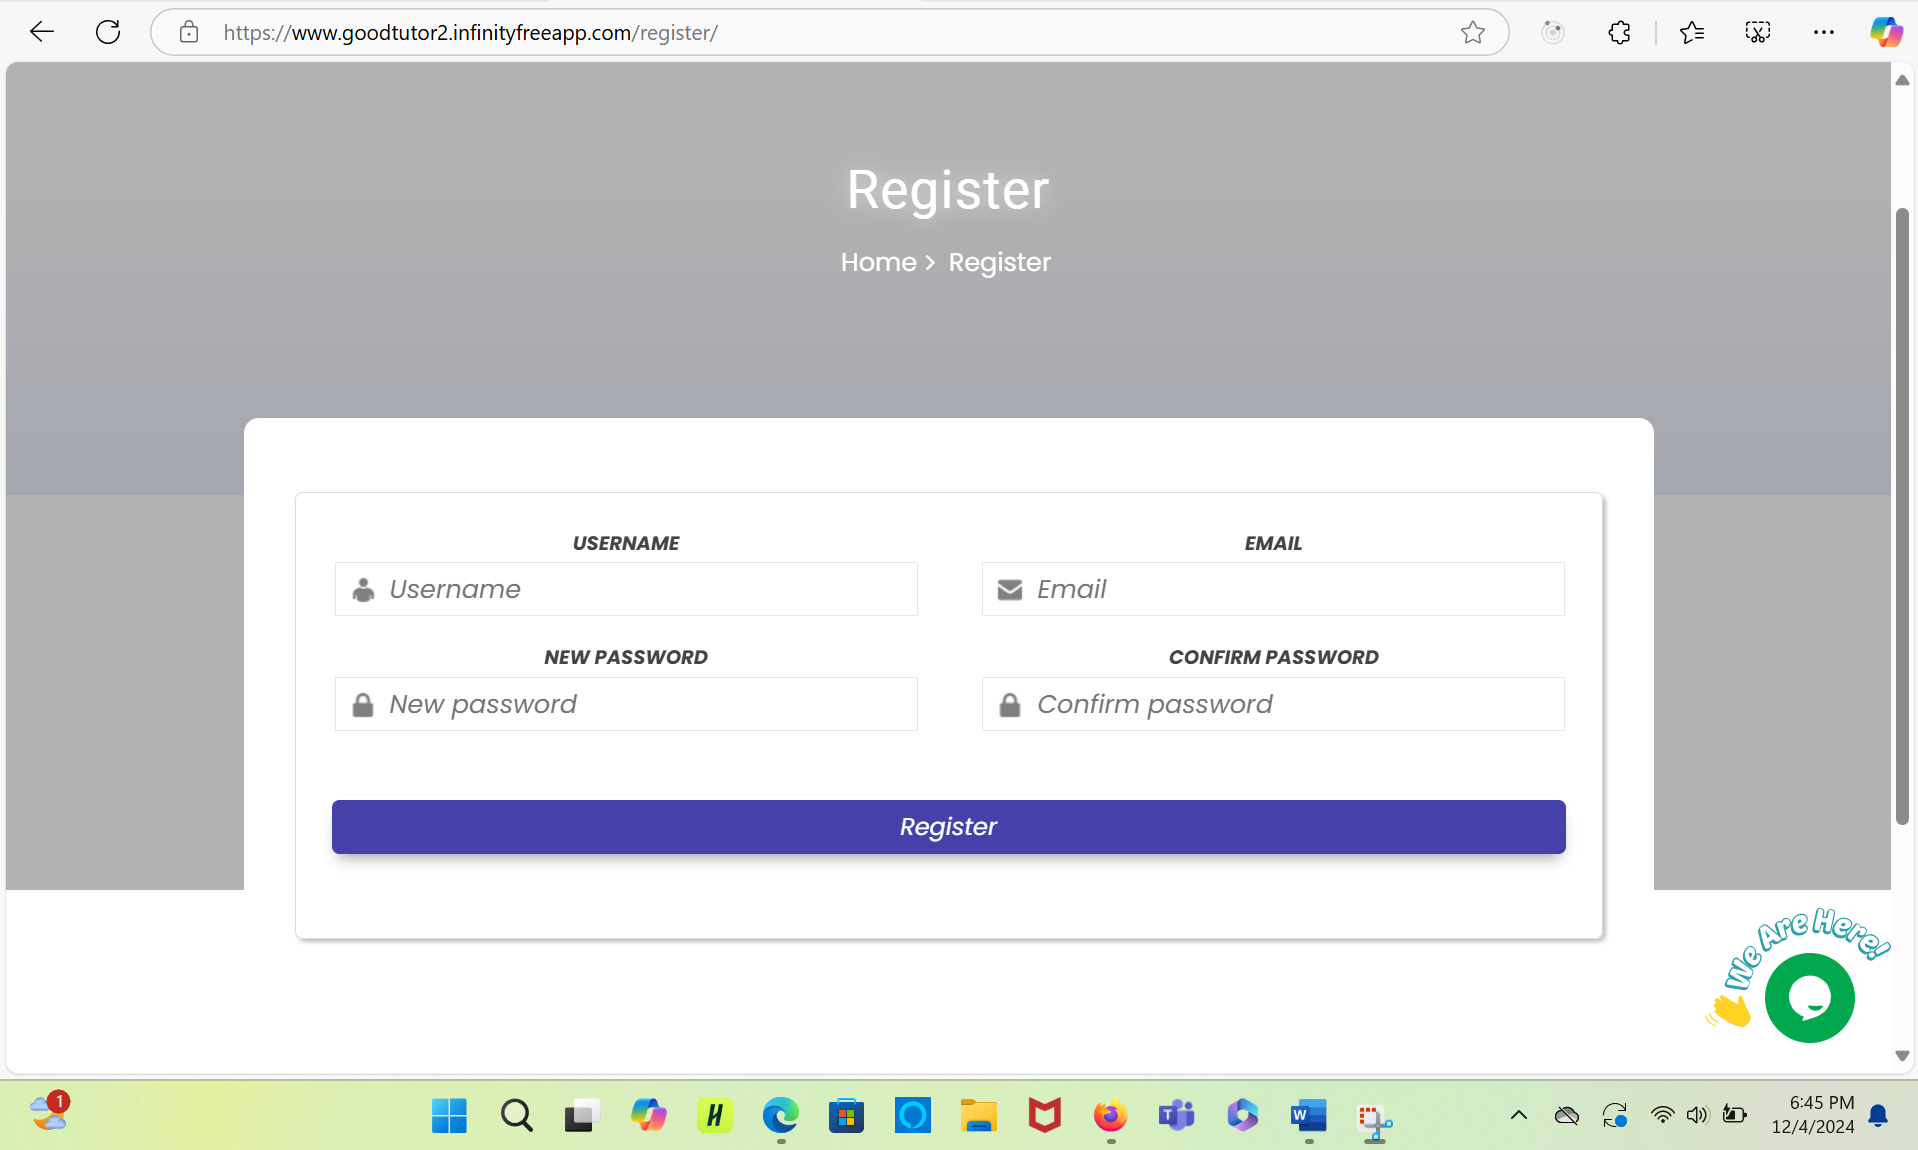 https://www.goodtutor2.infinityfreeapp.com/register/
Register
Home > Register
USERNAME
EMAIL
Username
Email
NEW PASSWORD
CONFIRM PASSWORD
New password
Confirm password
Register
We Are Here!
1
H
T
W
6:45 PM
12/4/2024